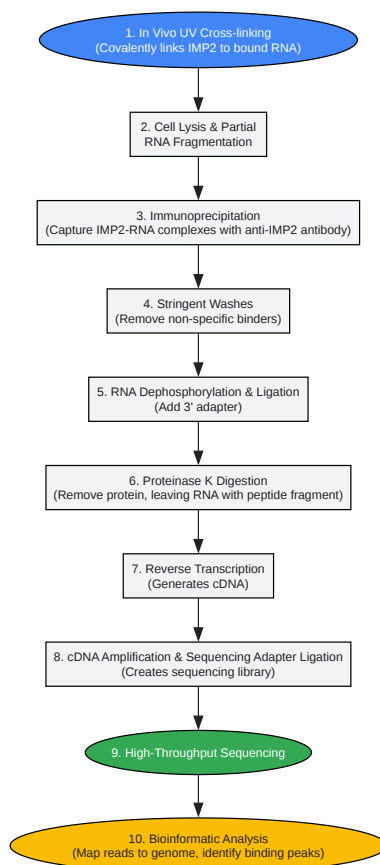 1. In Vivo UV Cross-linking
(Covalently links IMP2 to bound RNA)
2. Cell Lysis & Partial
RNA Fragmentation
3. Immunoprecipitation
(Capture IMP2-RNA complexes with anti-IMP2 antibody)
4. Stringent Washes
(Remove non-specific binders)
5. RNA Dephosphorylation & Ligation
(Add 3' adapter)
6. Proteinase K Digestion
(Remove protein, leaving RNA with peptide fragment)
7. Reverse Transcription
(Generates cDNA)
8. cDNA Amplification & Sequencing Adapter Ligation
(Creates sequencing library)
9. High-Throughput Sequencing
10. Bioinformatic Analysis
(Map reads to genome, identify binding peaks)